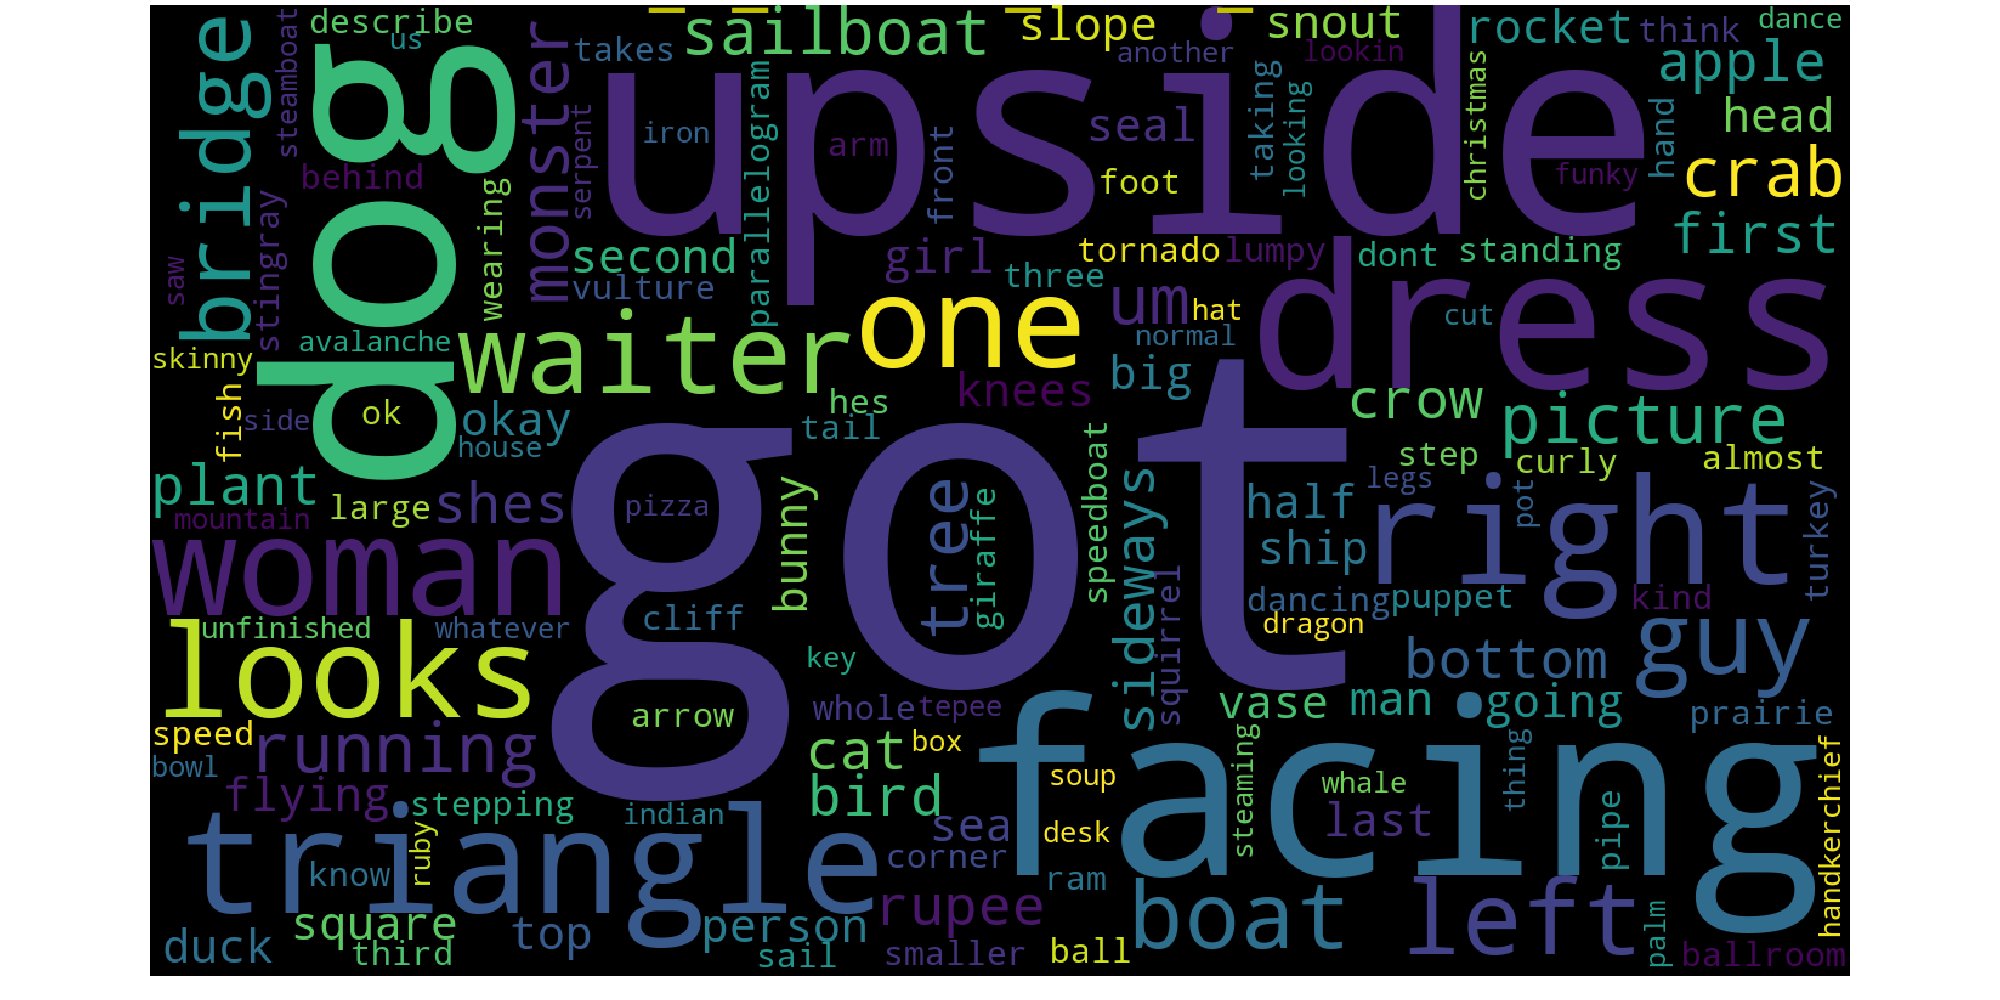 describe
us
sailboat
slope
snout
rocket
think
dance
steamboat
bridge
dog
monster
takes
upside
another
lookin
apple
behind
serpent
iron
parallelogram
arm
front
seal
taking
looking
christmas
funky
hand
head
foot
crab
stingray
wearing
saw
second
vulture
girl
three
tornado
lumpy
dont
standing
first
um
hat
dress
one
normal
cut
avalanche
skinny
waiter
big
knees
crow
picture
fish
side
ok
okay
house
hes
tail
got
step
curly
almost
plant
large
shes
pizza
bunny
tree
giraffe
speedboat
sideways
half
legs
pot
right
turkey
mountain
woman
ship
squirrel
dancing
puppet
kind
unfinished
whatever
cliff
dragon
looks
key
bottom
guy
arrow
whole
tepee
vase
man
going
prairie
speed
running
bowl
cat
box
facing
flying
stepping
indian
bird
soup
whale
thing
steaming
handkerchief
triangle
ruby
sea
desk
last
pipe
know
corner
ram
square
top
person
rupee
boat
left
duck
third
sail
smaller
ball
palm
ballroom